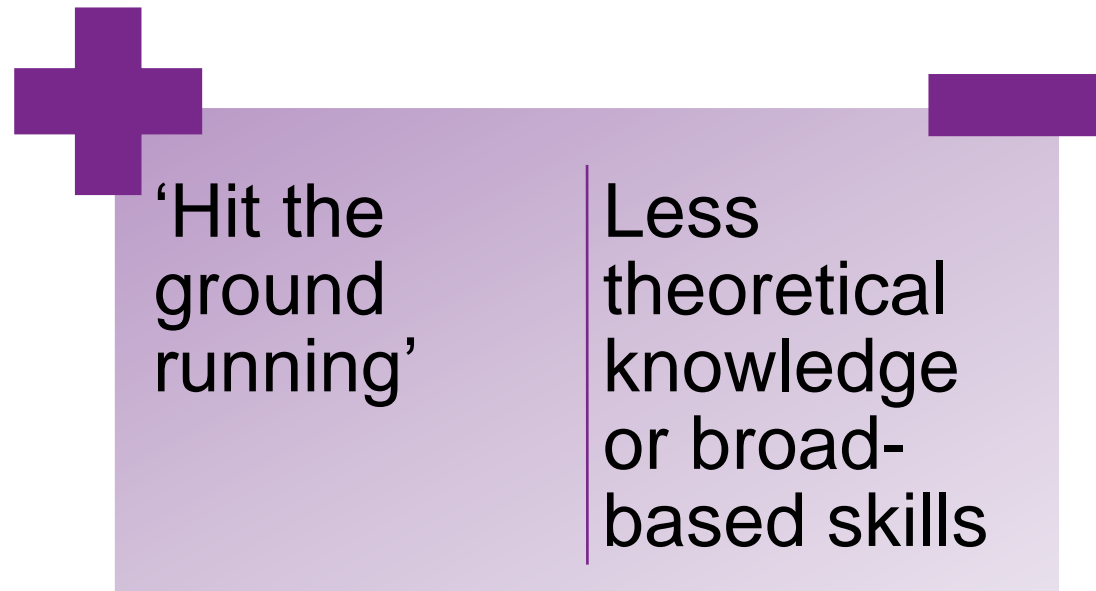 ‘Hit the
ground
running’
Less
theoretical
knowledge
or broad-
based skills